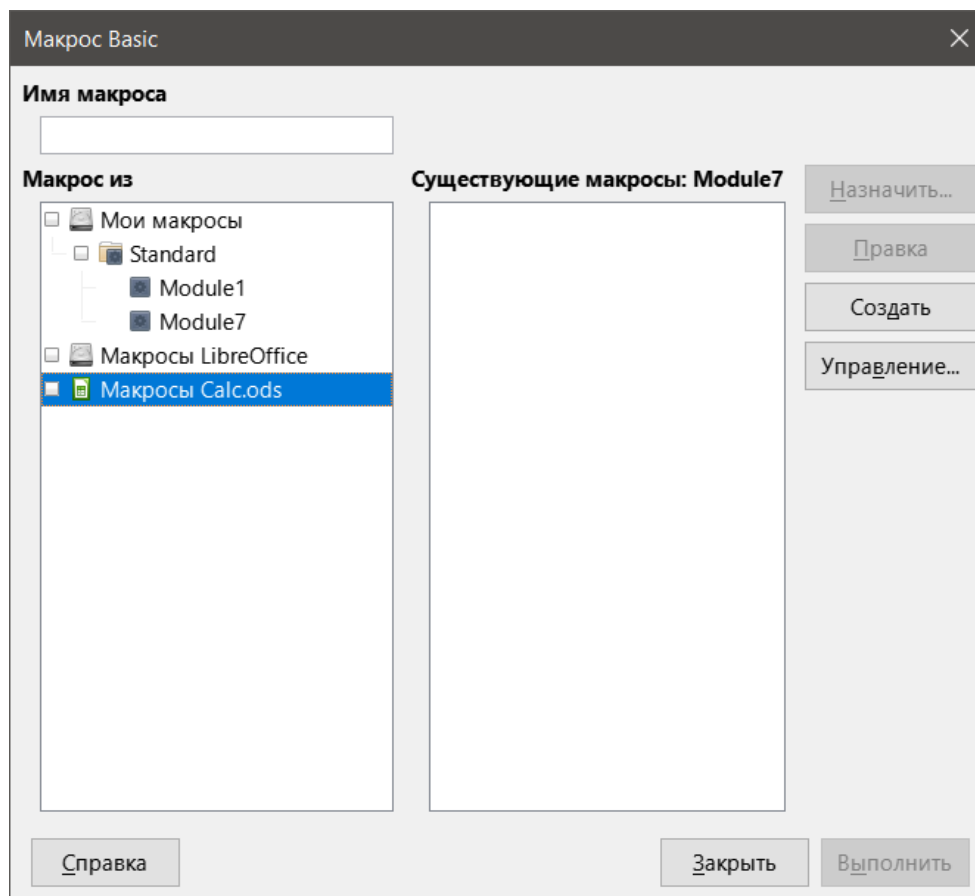 Макрос Basic
Имя макроса
Макрос из
Существующие макросы: Module7
Мои макросы
Standard
Module1
Module7
Макросы LibreOffice
Макросы Calc.ods
Назначить...
Правка
Создать
Управление...
Справка
Закрыть
Выполнить